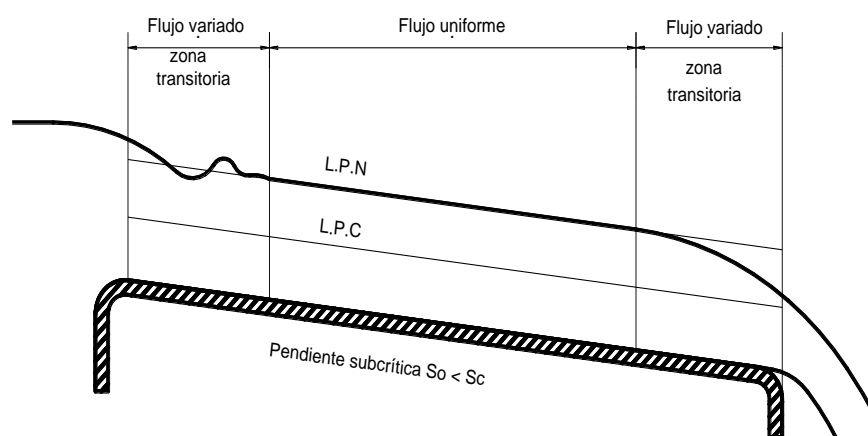 Flujo variado
Flujo uniforme
Flujo variado
zona
transitoria
zona
transitoria
L.P.N
L.P.C
Pendiente subcrítica So < Sc